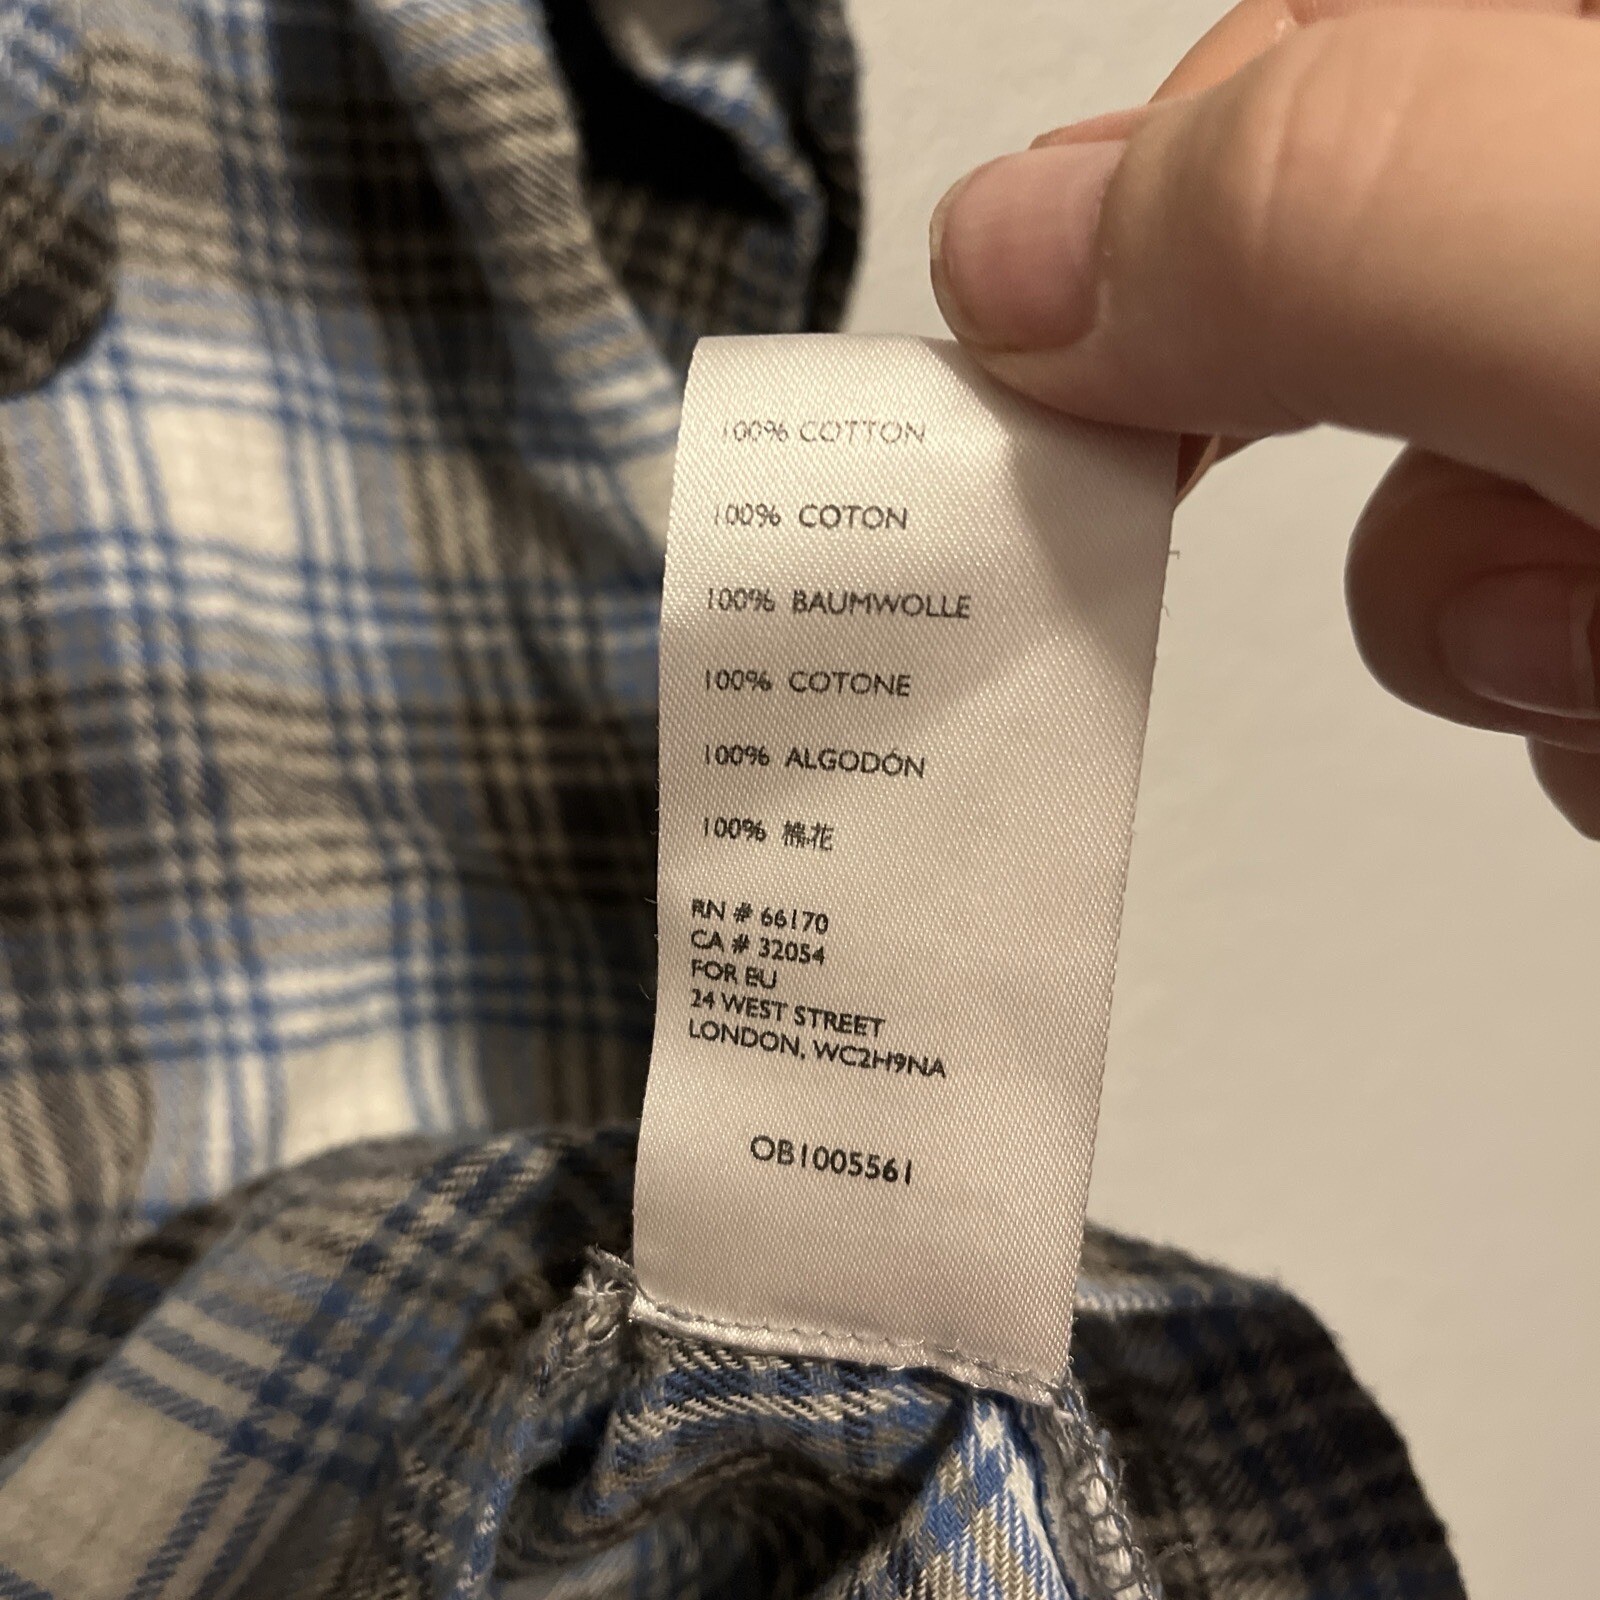 100% COTTON
100% COTON
100% BAUMWOLLE
100% COTONE
100% ALGODÓN
100% 棉花
RN # 66170
CA # 32054
FOR EU
24 WEST STREET
LONDON, WC2H9NA
OB1005561